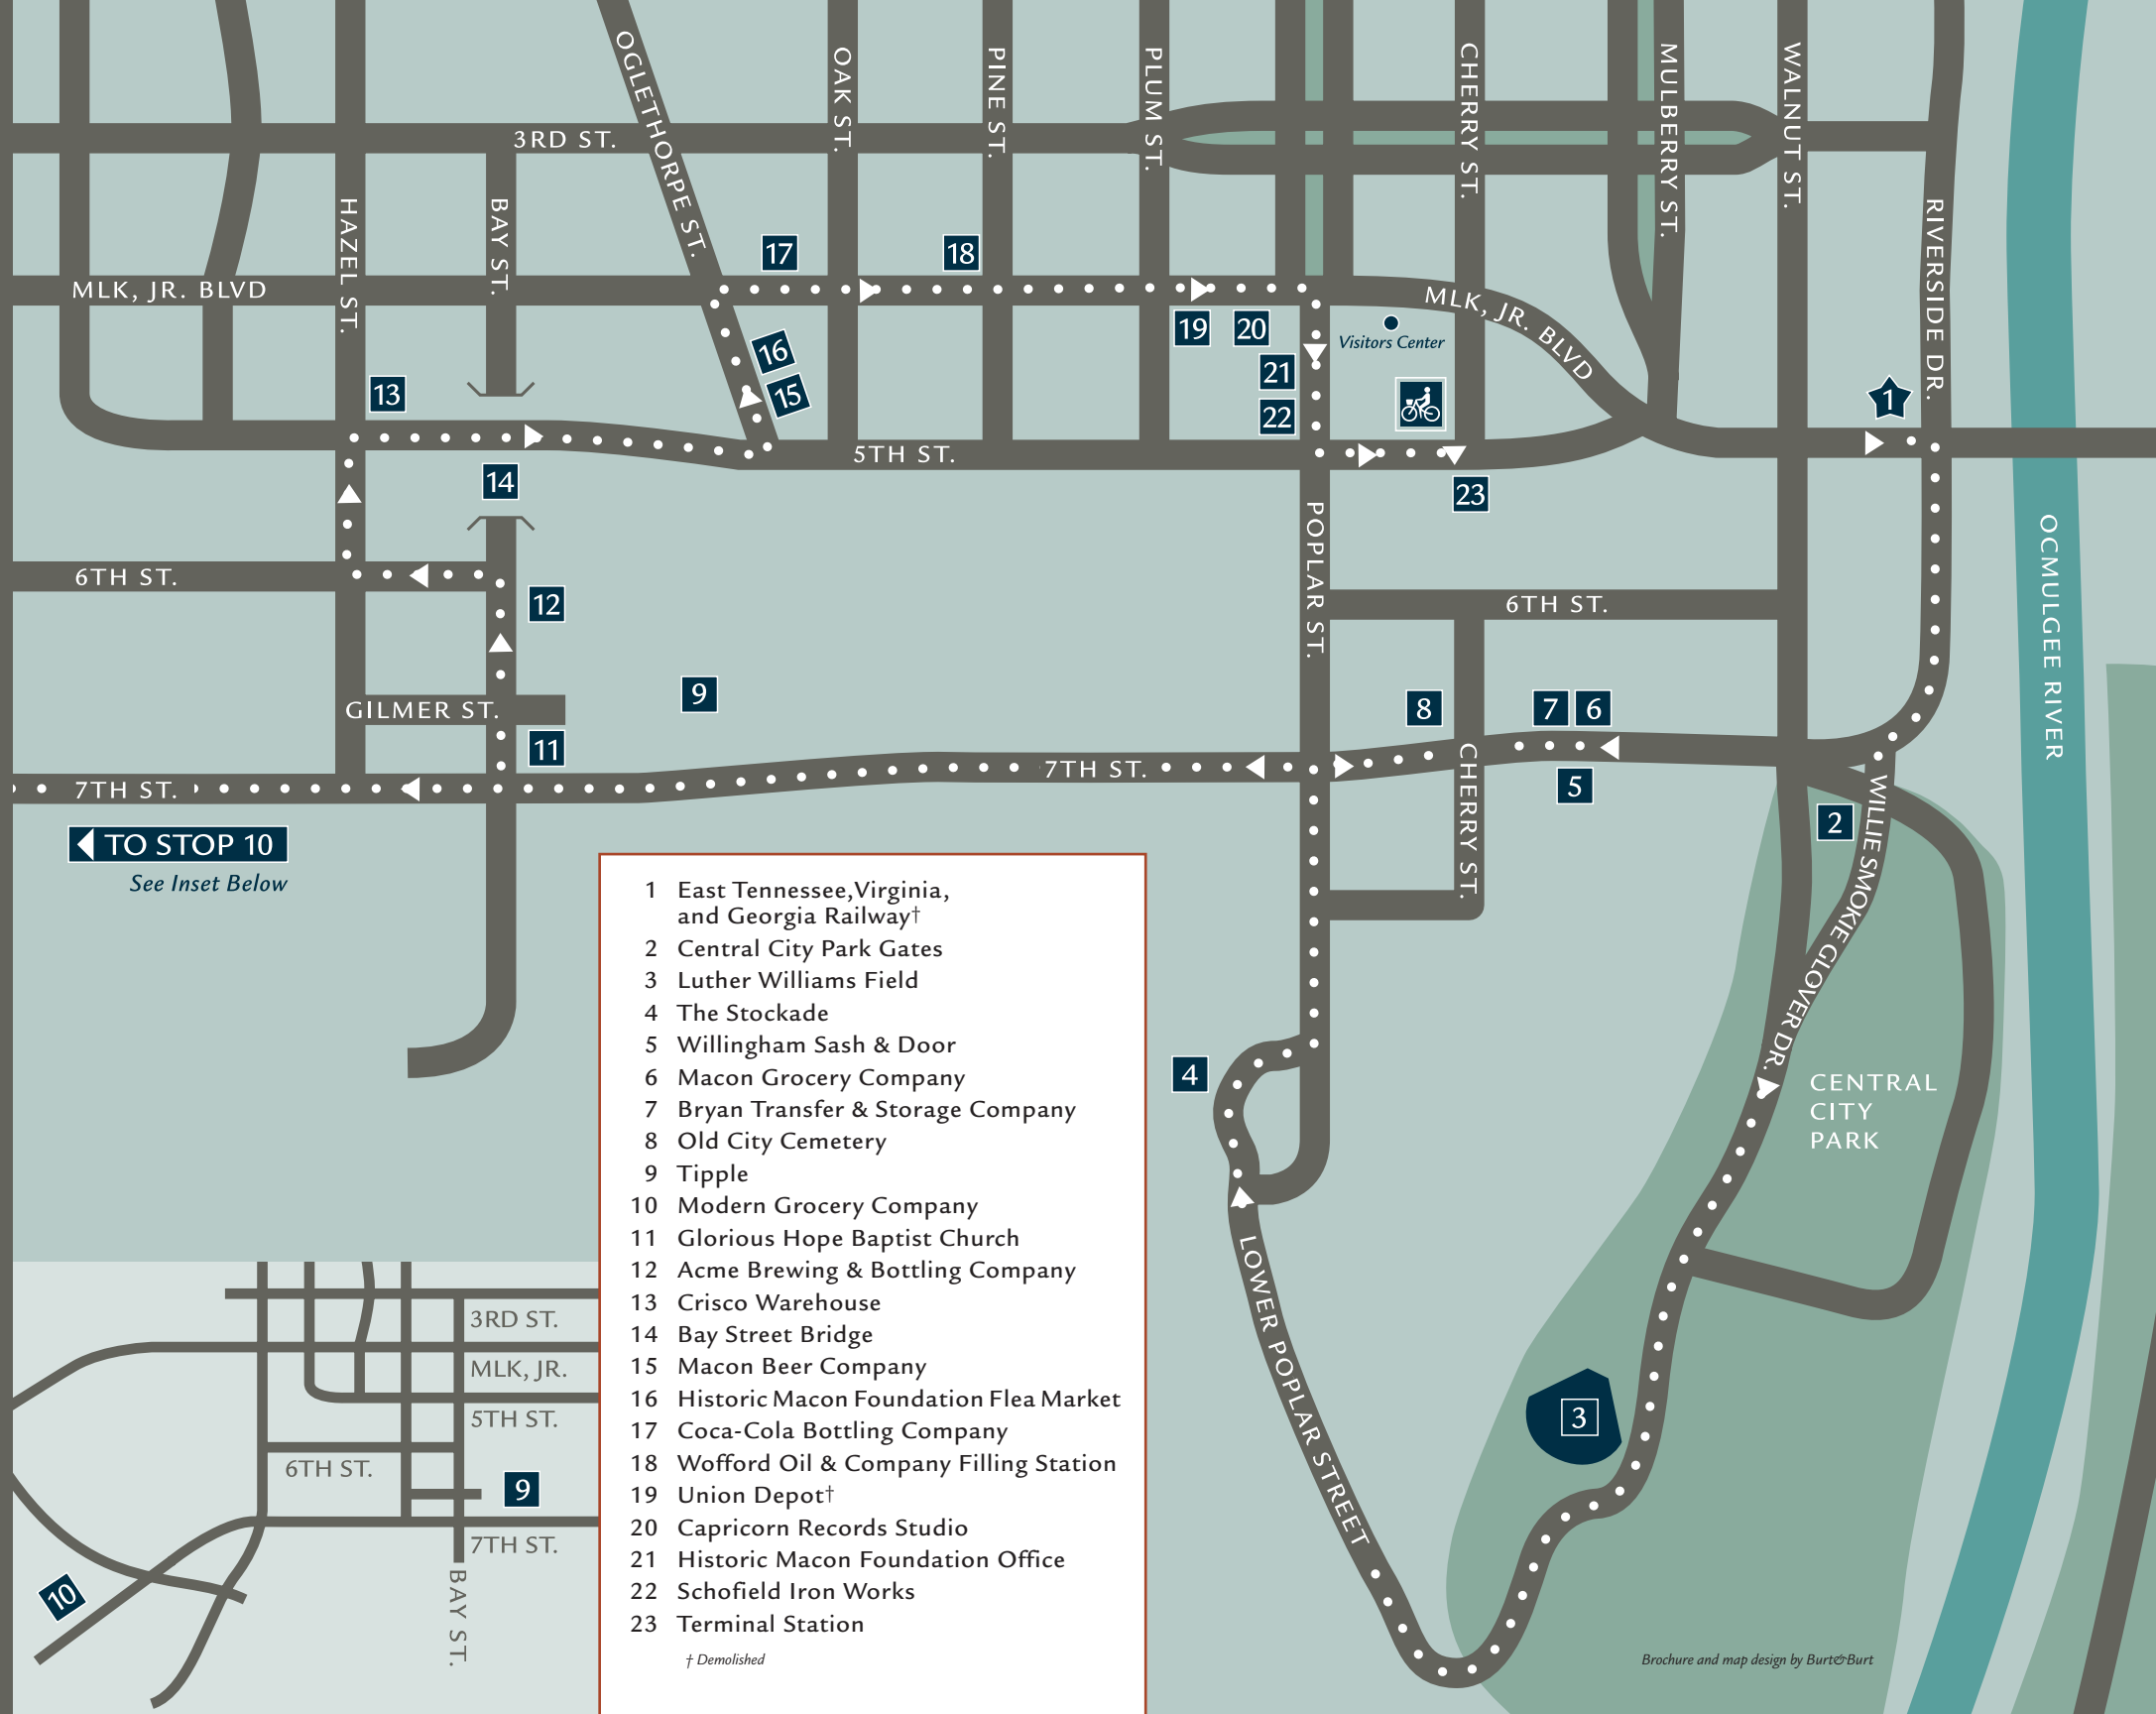 OGLETHORPE ST.
OAK ST.
PINE ST.
PLUM ST.
CHERRY ST.
MULBERRY ST.
WALNUT ST.
3RD ST.
HAZEL ST.
BAY ST.
RIVERSIDE DR.
17
18
MLK, JR. BLVD
MLK, JR. BLVD
19
20
Visitors Center
16
21
15
13
22
1
5TH ST.
14
23
POPLAR ST.
OCMULGEE RIVER
6TH ST.
12
6TH ST.
9
GILMER ST.
8
7
6
11
7TH ST.
CHERRY ST.
7TH ST.
5
WILLIE SMOKIE GLOVER DR.
2
TO STOP 10
See Inset Below
4
CENTRAL
CITY
PARK
LOWER POPLAR STREET
3
1 East Tennessee,Virginia,
and Georgia Railway†
2 Central City Park Gates
3 Luther Williams Field
4 The Stockade
5 Willingham Sash & Door
6 Macon Grocery Company
7 Bryan Transfer & Storage Company
8 Old City Cemetery
9 Tipple
10 Modern Grocery Company
11 Glorious Hope Baptist Church
12 Acme Brewing & Bottling Company
13 Crisco Warehouse
14 Bay Street Bridge
15 Macon Beer Company
16 Historic Macon Foundation Flea Market
17 Coca-Cola Bottling Company
18 Wofford Oil & Company Filling Station
19 Union Depot†
20 Capricorn Records Studio
21 Historic Macon Foundation Office
22 Schofield Iron Works
23 Terminal Station
† Demolished
3RD ST.
MLK, JR.
5TH ST.
6TH ST.
9
7TH ST.
10
BAY ST.
Brochure and map design by Burt&Burt